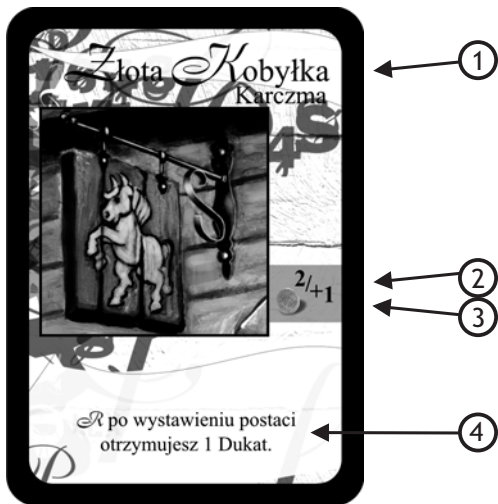 Złota Kobyłka
Karczma
1
2/+1
2
3
R po wystawieniu postaci
otrzymujesz 1 Dukat.
4